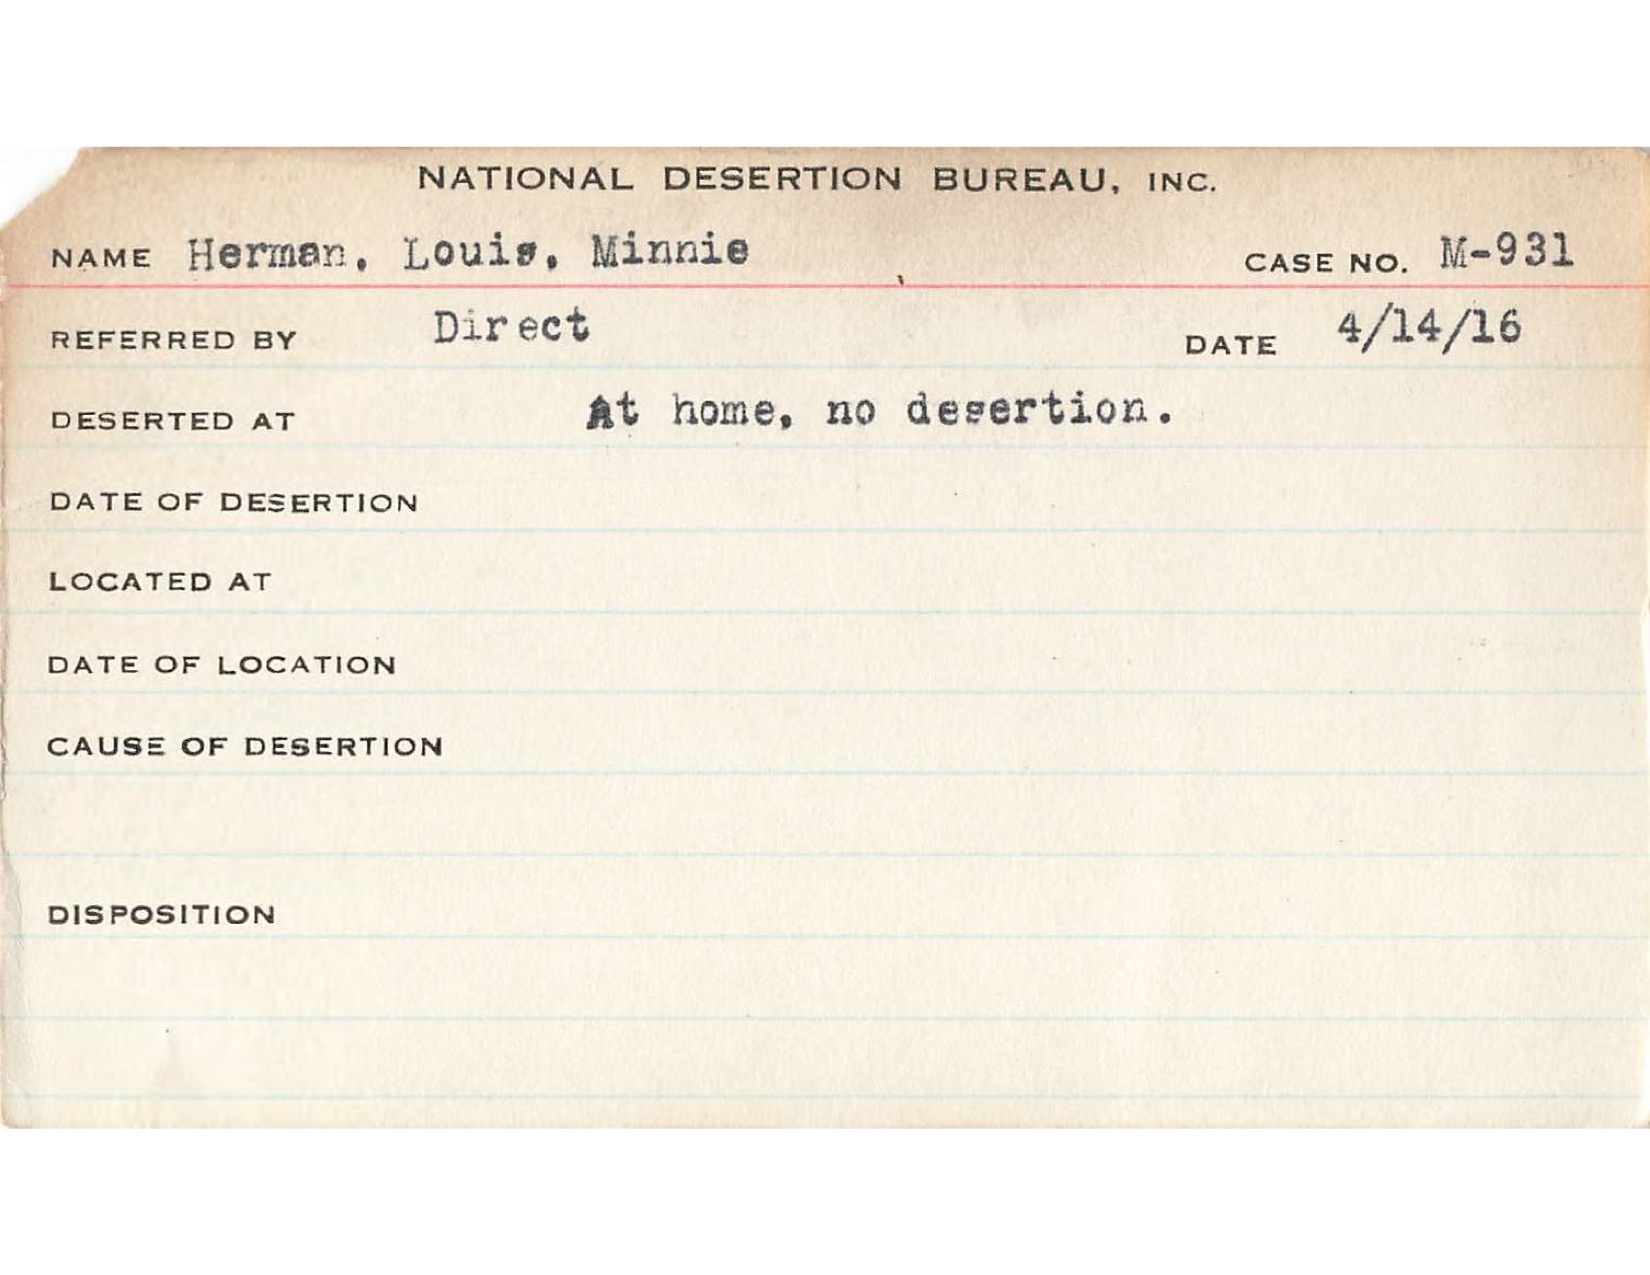 NATIONAL DESERTION BUREAU, INC.
NAME Herman, Louis, Minnie CASE NO. M-931
REFERRED BY Direct DATE 4/14/16
DESERTED AT At home, no desertion.
DATE OF DESERTION
LOCATED AT
DATE OF LOCATION
CAUSE OF DESERTION
DISPOSITION